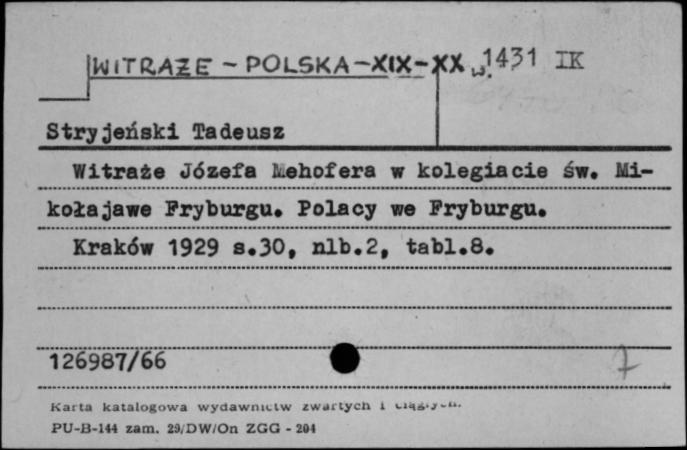 WITRAŻE - POLSKA - XIX - XX w. 1431 IK
Stryjeński Tadeusz
Witraże Józefa Mehofera w kolegiacie św. Mi-
kołajawe Fryburgu. Polacy we Fryburgu.
Kraków 1929 s.30, nlb.2, tabl.8.
126987/66 7
Karta katalogowa wydawnictw zwartych i ciągłych.
PU-B-144 zam. 29/DW/On ZGG - 204